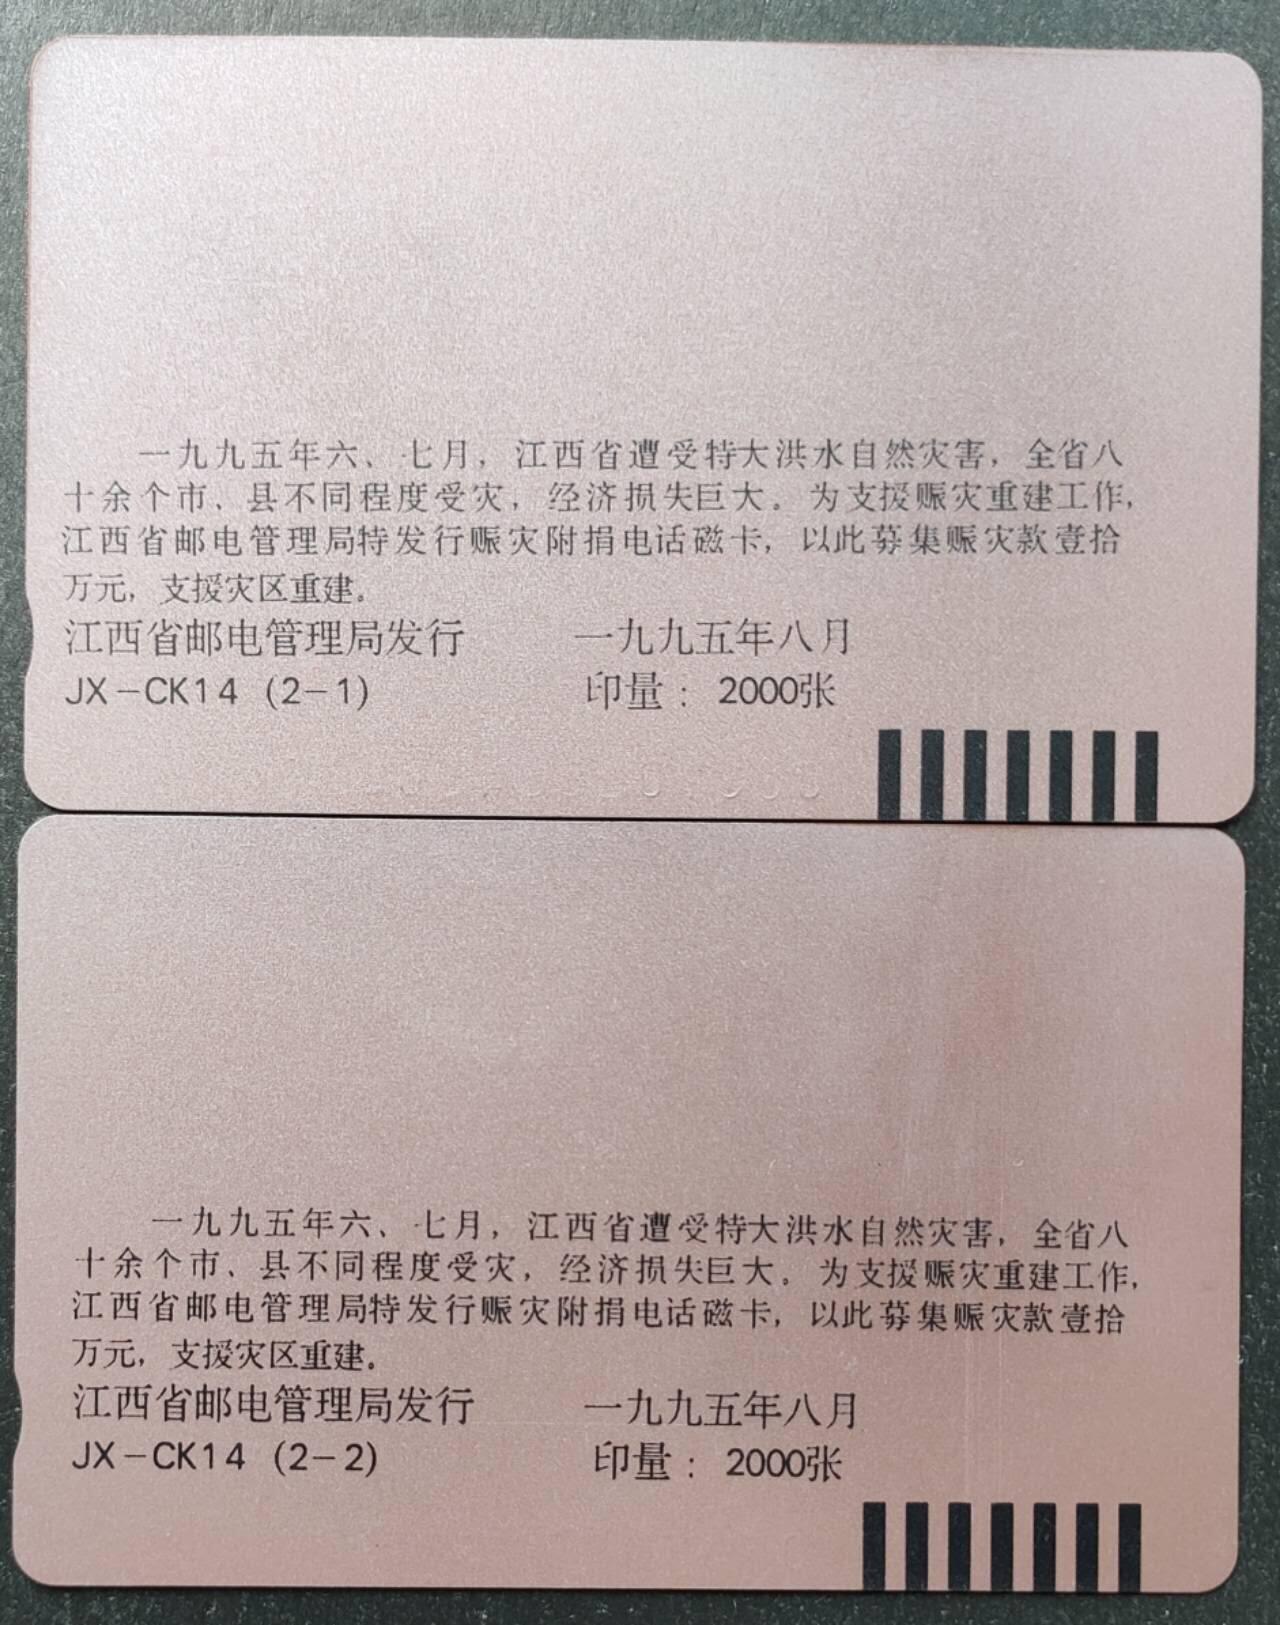 一九九五年六、七月，江西省遭受特大洪水自然灾害，全省八
十余个市、县不同程度受灾，经济损失巨大。为支援赈灾重建工作，
江西省邮电管理局特发行赈灾附捐电话磁卡，以此募集赈灾款壹拾
万元，支援灾区重建。
江西省邮电管理局发行 一九九五年八月
JX-CK14 (2-1) 印量： 2000张
一九九五年六、七月，江西省遭受特大洪水自然灾害，全省八
十余个市、县不同程度受灾，经济损失巨大。为支援赈灾重建工作，
江西省邮电管理局特发行赈灾附捐电话磁卡，以此募集赈灾款壹拾
万元，支援灾区重建。
江西省邮电管理局发行 一九九五年八月
JX-CK14 (2-2) 印量： 2000张